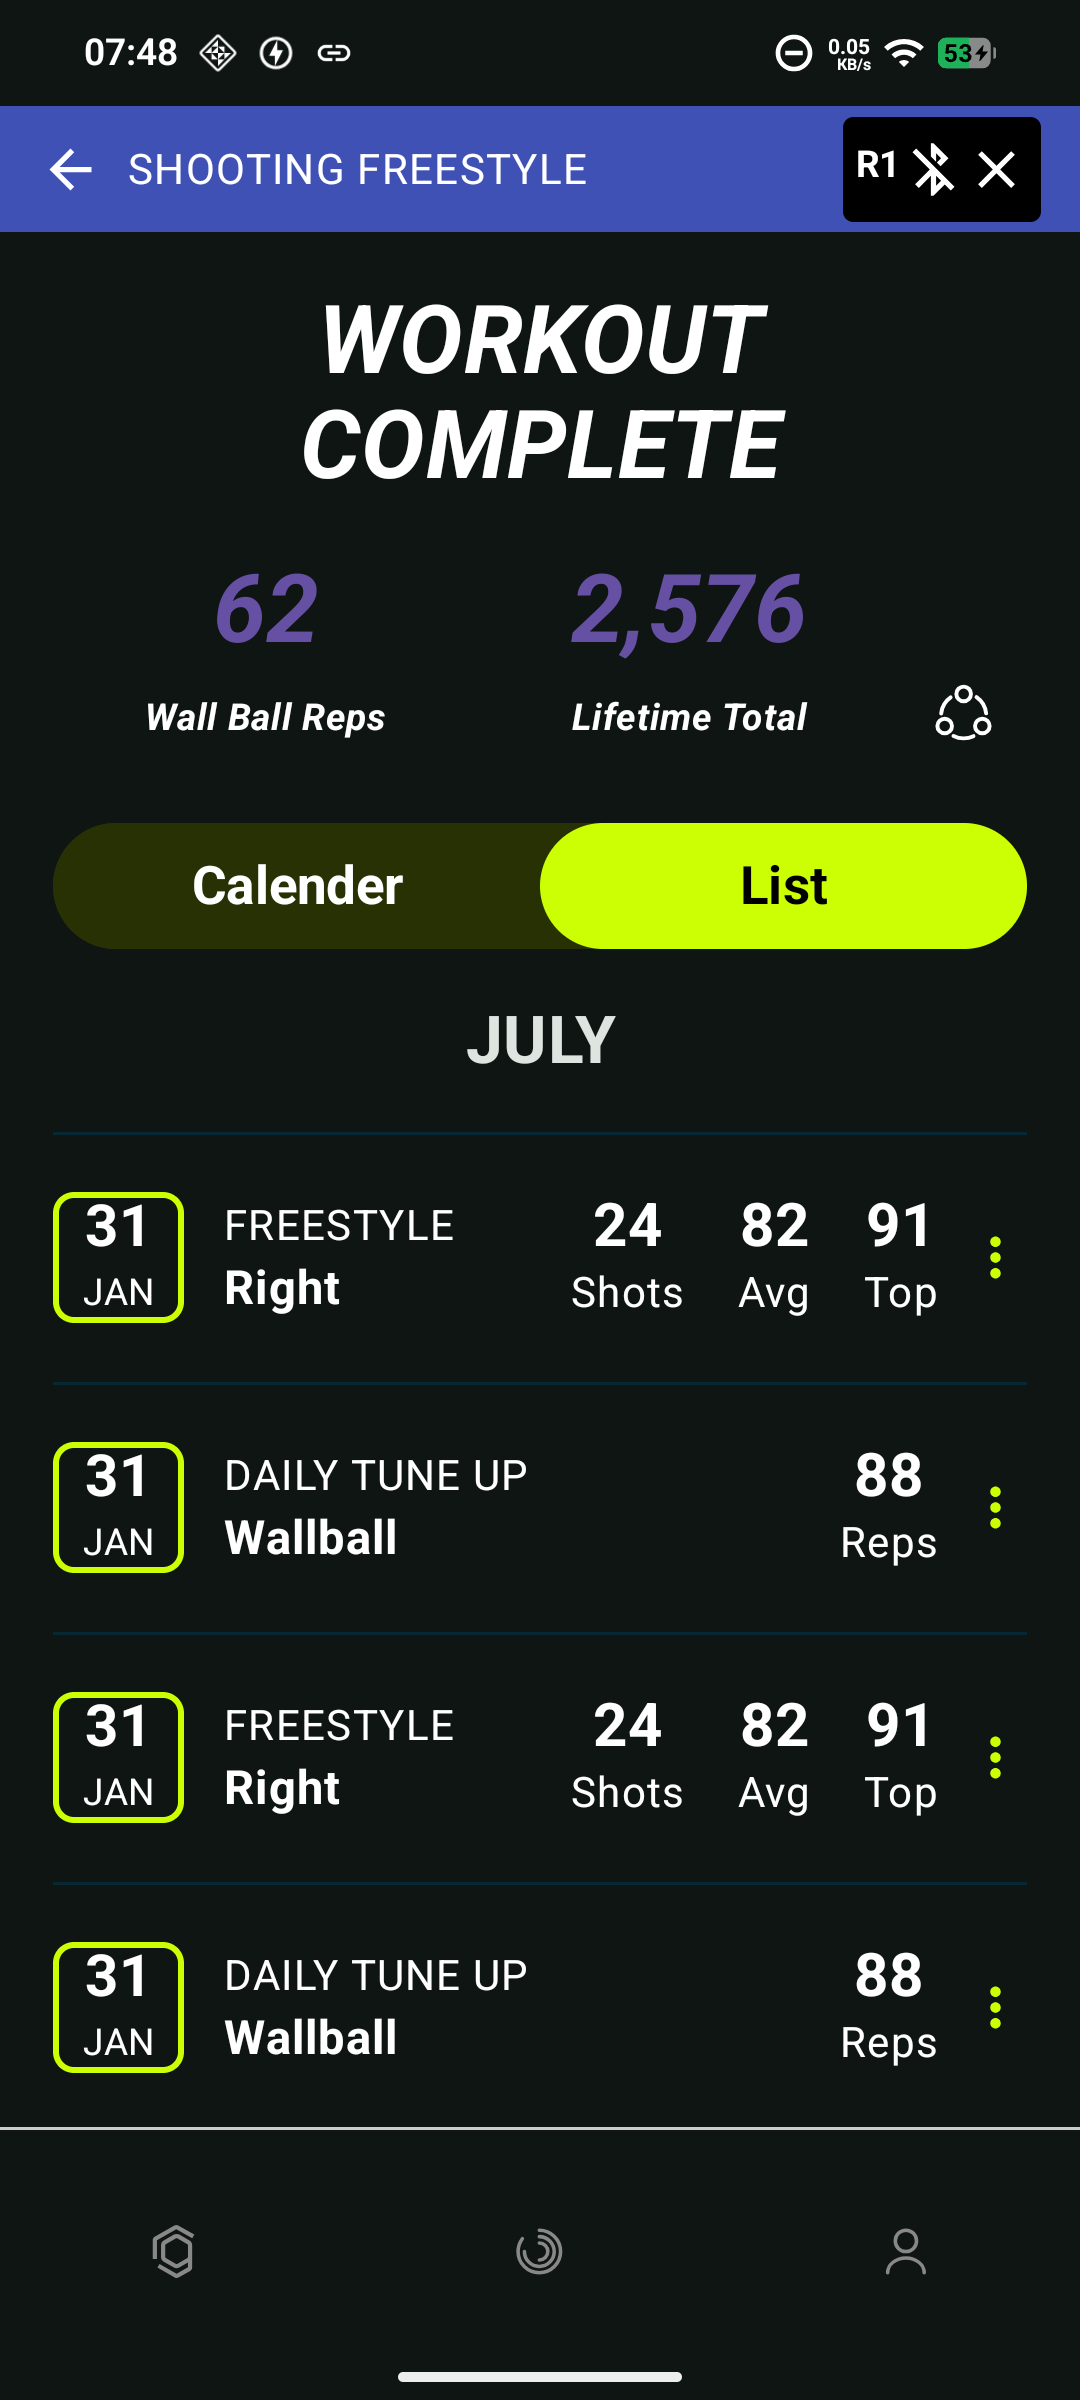 07:48
0.05
KB/s
53
SHOOTING FREESTYLE
R1
WORKOUT
COMPLETE
62
2,576
Wall Ball Reps
Lifetime Total
Calender
List
JULY
31
JAN
FREESTYLE
Right
24
Shots
82
Avg
91
Top
31
JAN
DAILY TUNE UP
Wallball
88
Reps
31
JAN
FREESTYLE
Right
24
Shots
82
Avg
91
Top
31
JAN
DAILY TUNE UP
Wallball
88
Reps